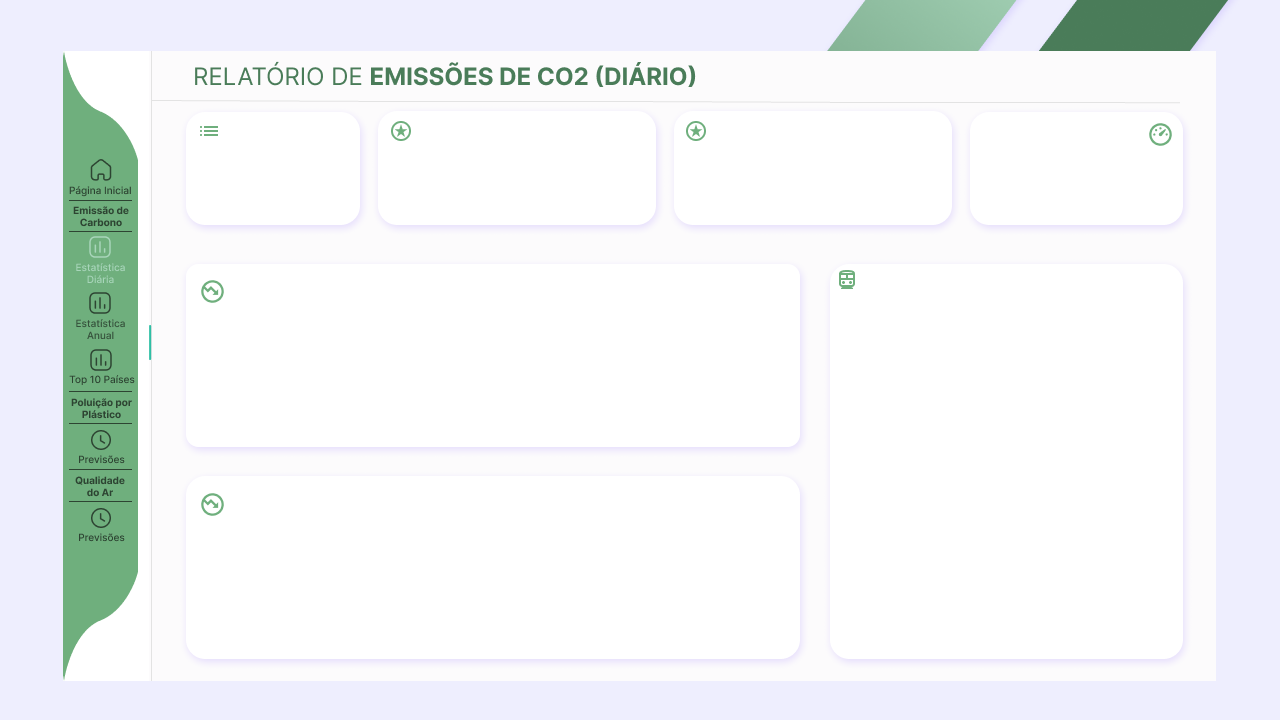 RELATÓRIO DE EMISSÕES DE CO2 (DIÁRIO)
Página Inicial
Emissão de
Carbono
Estatística
Diária
Estatística
Anual
Top 10 Países
Poluição por
Plástico
Previsões
Qualidade
do Ar
Previsões